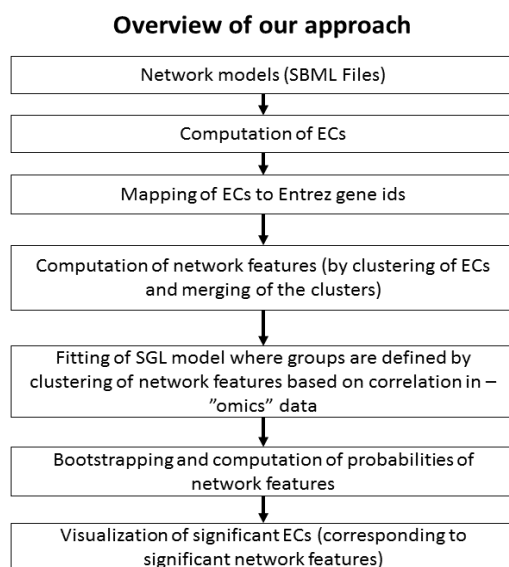 Overview of our approach
Network models (SBML Files)
Computation of ECs
Mapping of ECs to Entrez gene ids
Computation of network features (by clustering of ECs
and merging of the clusters)
Fitting of SGL model where groups are defined by
clustering of network features based on correlation in –
”omics” data
Bootstrapping and computation of probabilities of
network features
Visualization of significant ECs (corresponding to
significant network features)